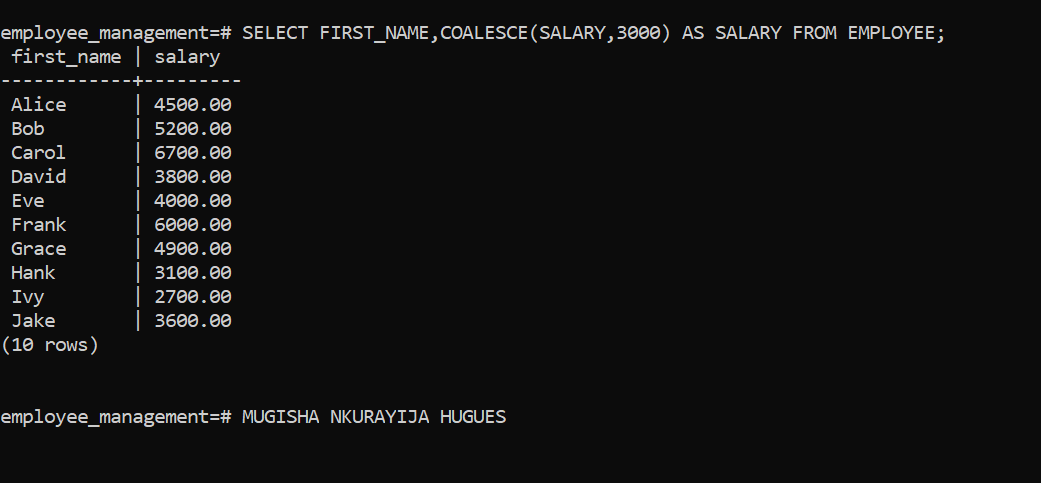 employee_management=# SELECT FIRST_NAME,COALESCE(SALARY,3000) AS SALARY FROM EMPLOYEE;
 first_name | salary
------------+---------
 Alice      | 4500.00
 Bob        | 5200.00
 Carol      | 6700.00
 David      | 3800.00
 Eve        | 4000.00
 Frank      | 6000.00
 Grace      | 4900.00
 Hank       | 3100.00
 Ivy        | 2700.00
 Jake       | 3600.00
(10 rows)
employee_management=# MUGISHA NKURAYIJA HUGUES